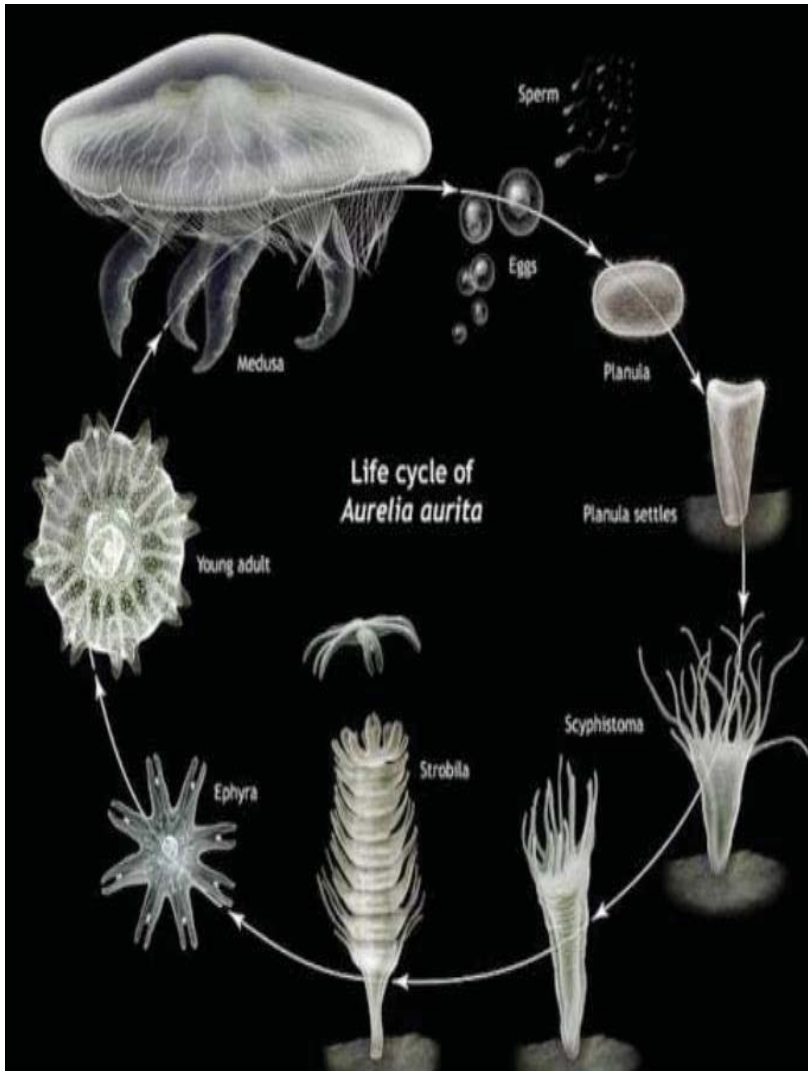 Sperm
Eggs
Medusa
Planula
Life cycle of
Aurelia aurita
Planula settles
Young adult
Scyphistoma
Strobila
Ephyra